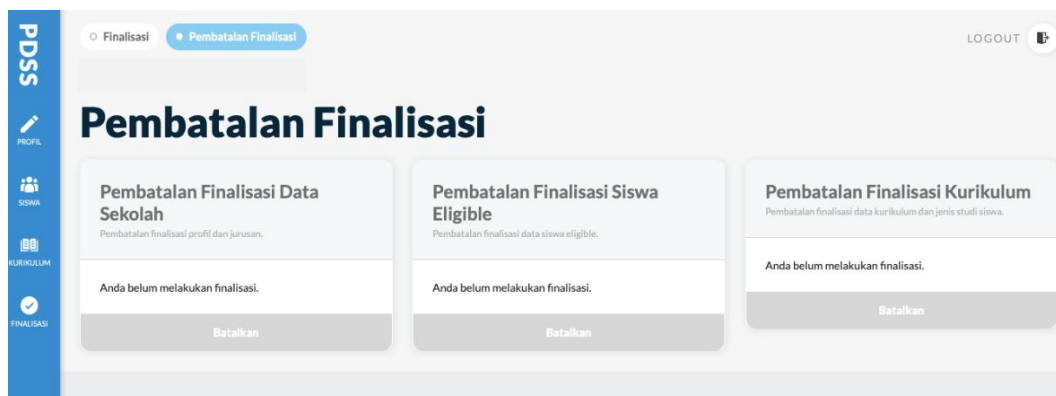 PDSS
PROFIL
SISWA
KURIKULUM
FINALISASI
Finalisasi
Pembatalan Finalisasi
LOGOUT
Pembatalan Finalisasi
Pembatalan Finalisasi Data
Sekolah
Pembatalan finalisasi profil dan jurusan.
Anda belum melakukan finalisasi.
Batalkan
Pembatalan Finalisasi Siswa
Eligible
Pembatalan finalisasi data siswa eligible.
Anda belum melakukan finalisasi.
Batalkan
Pembatalan Finalisasi Kurikulum
Pembatalan finalisasi data kurikulum dan jenis studi siswa.
Anda belum melakukan finalisasi.
Batalkan